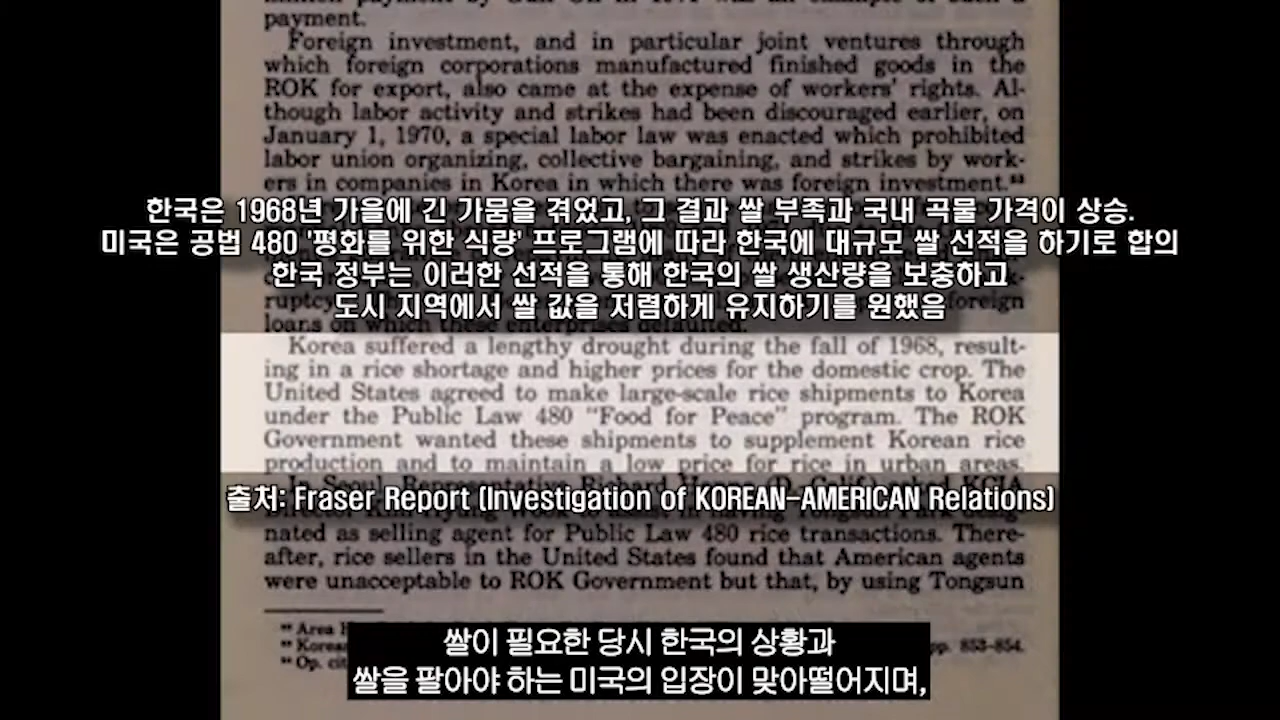 payment.
Foreign investment, and in particular joint ventures through
which foreign corporations manufactured finished goods in the
ROK for export, also came at the expense of workers' rights. Al-
though labor activity and strikes had been discouraged earlier, on
January 1, 1970, a special labor law was enacted which prohibited
labor union organizing, collective bargaining, and strikes by work-
ers in companies in Korea in which there was foreign investment.⁵³
한국은 1968년 가을에 긴 가뭄을 겪었고, 그 결과 쌀 부족과 국내 곡물 가격이 상승.
미국은 공법 480 '평화를 위한 식량' 프로그램에 따라 한국에 대규모 쌀 선적을 하기로 합의
한국 정부는 이러한 선적을 통해 한국의 쌀 생산량을 보충하고
도시 지역에서 쌀 값을 저렴하게 유지하기를 원했음
foreign
loans on which these enterprises defaulted.
Korea suffered a lengthy drought during the fall of 1968, result-
ing in a rice shortage and higher prices for the domestic crop. The
United States agreed to make large-scale rice shipments to Korea
under the Public Law 480 "Food for Peace" program. The ROK
Government wanted these shipments to supplement Korean rice
production and to maintain a low price for rice in urban areas.
출처: Fraser Report (Investigation of KOREAN-AMERICAN Relations)
nated as selling agent for Public Law 480 rice transactions. There-
after, rice sellers in the United States found that American agents
were unacceptable to ROK Government but that, by using Tongsun
Area
pp. 853-854.
Op. cit
쌀이 필요한 당시 한국의 상황과
쌀을 팔아야 하는 미국의 입장이 맞아떨어지며,